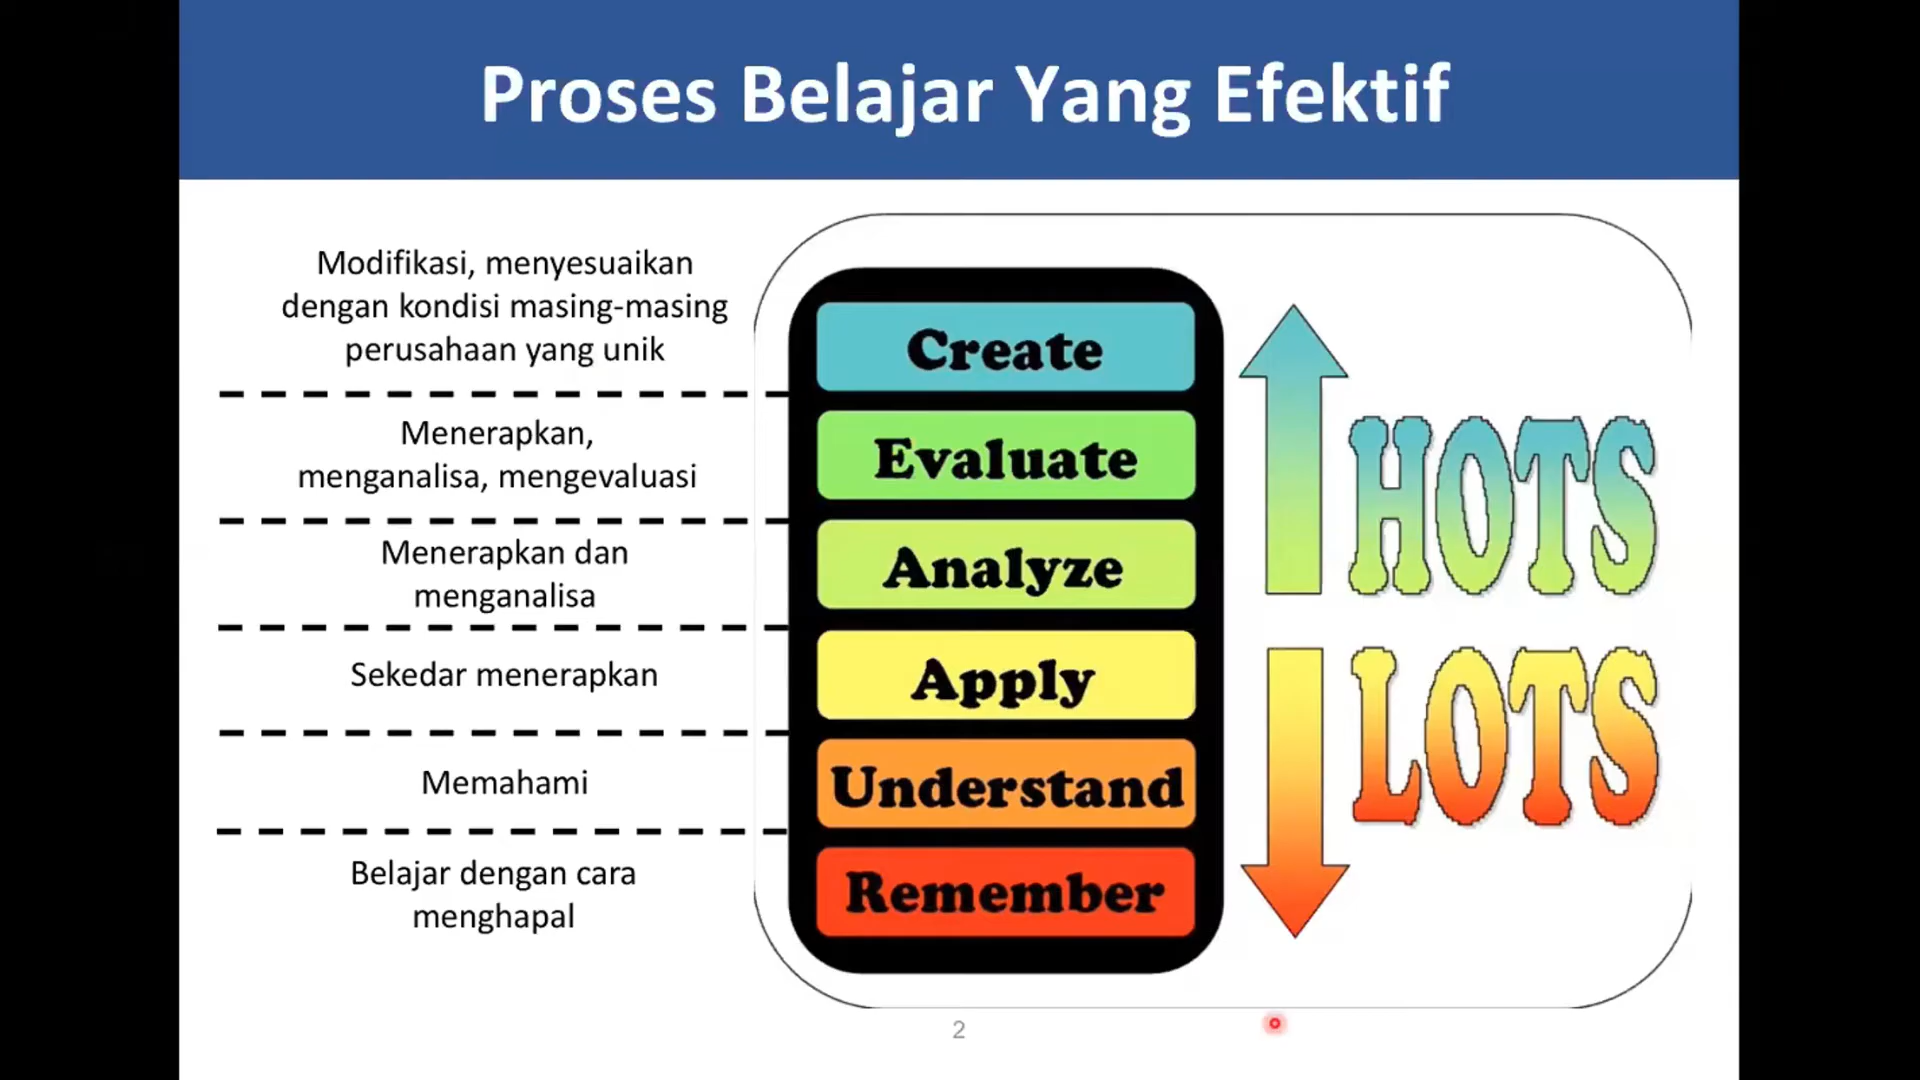 Proses Belajar Yang Efektif
Modifikasi, menyesuaikan
dengan kondisi masing-masing
perusahaan yang unik
Menerapkan,
menganalisa, mengevaluasi
Menerapkan dan
menganalisa
Sekedar menerapkan
Memahami
Belajar dengan cara
menghapal
Create
Evaluate
Analyze
Apply
Understand
Remember
HOTS
LOTS
2